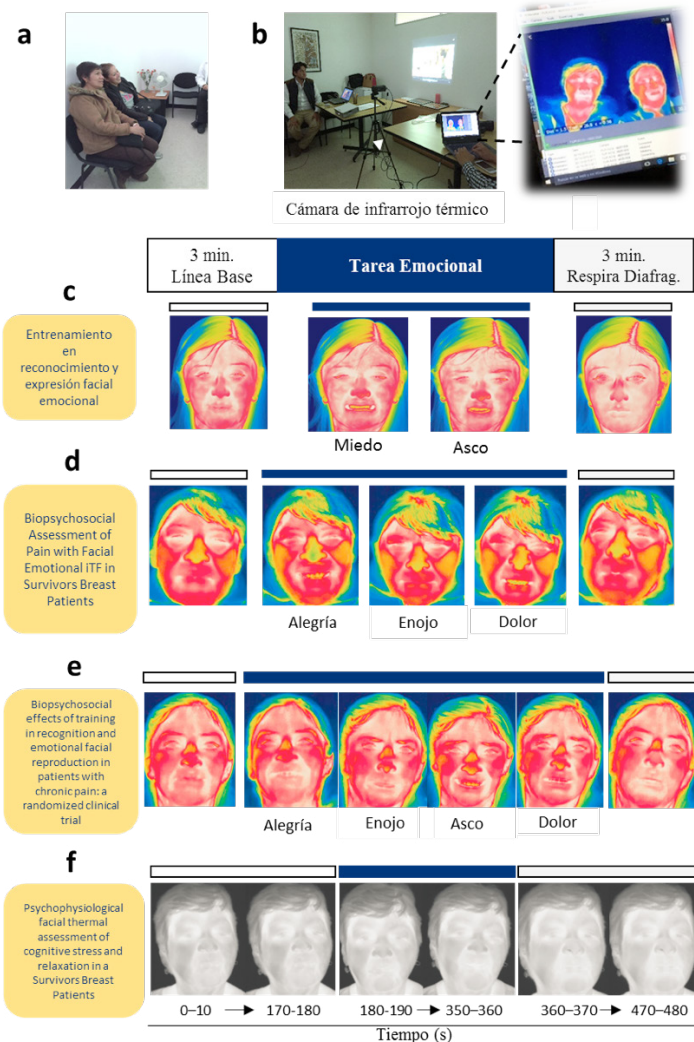 a
b
Cámara de infrarrojo térmico
3 min.
Línea Base
Tarea Emocional
3 min.
Respira Diafrag.
c
Entrenamiento
en
reconocimiento y
expresión facial
emocional
Miedo
Asco
d
Biopsychosocial
Assessment of
Pain with Facial
Emotional iTF in
Survivors Breast
Patients
Alegría
Enojo
Dolor
e
Biopsychosocial
effects of training
in recognition and
emotional facial
reproduction in
patients with
chronic pain: a
randomized clinical
trial
Alegría
Enojo
Asco
Dolor
f
Psychophysiological
facial thermal
assessment of
cognitive stress and
relaxation in a
Survivors Breast
Patients
0–10
170-180
180-190
350–360
360–370
470-480
Tiempo (s)